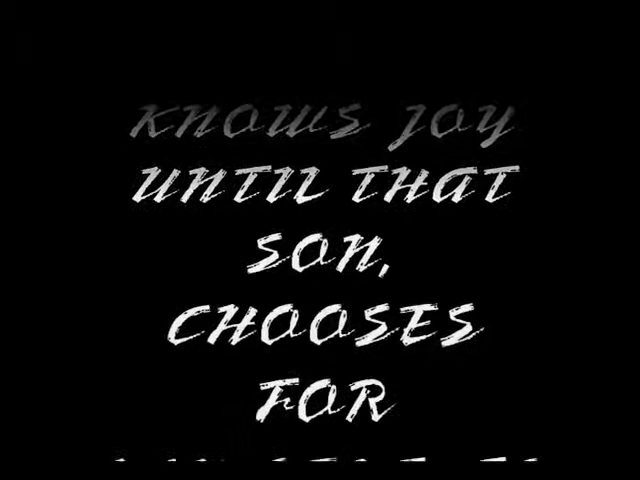 KNOWS JOY
UNTIL THAT
SON,
CHOOSES
FOR